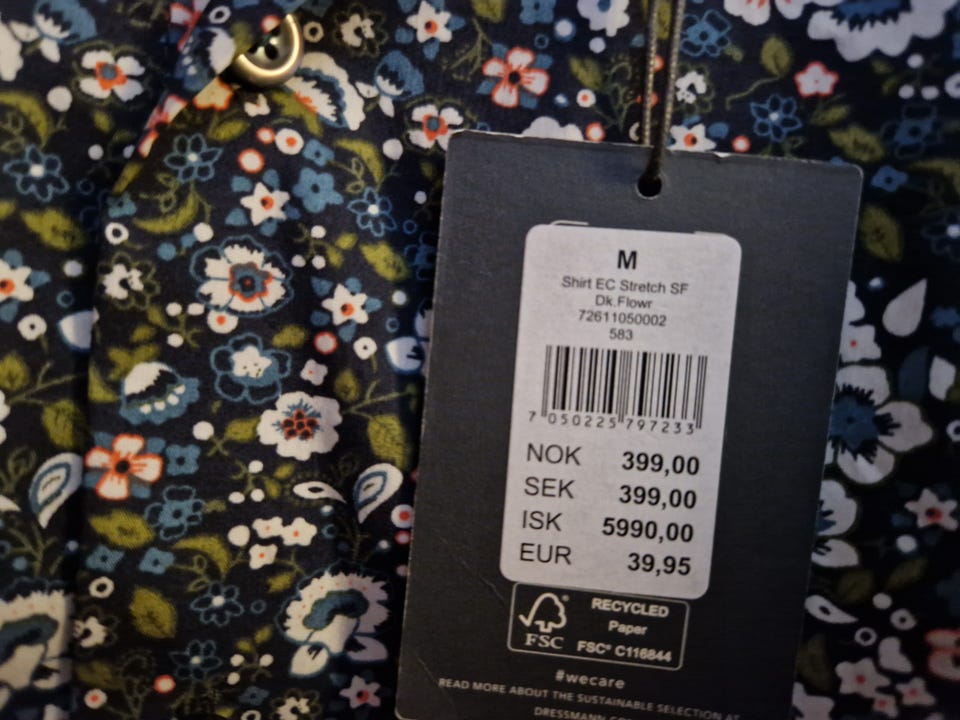 M
Shirt EC Stretch SF
Dk.Flowr
72611050002
583
7 050225 797233
NOK 399,00
SEK 399,00
ISK 5990,00
EUR 39,95
FSC
RECYCLED
Paper
FSC® C116844
#wecare
READ MORE ABOUT THE SUSTAINABLE SELECTION AT